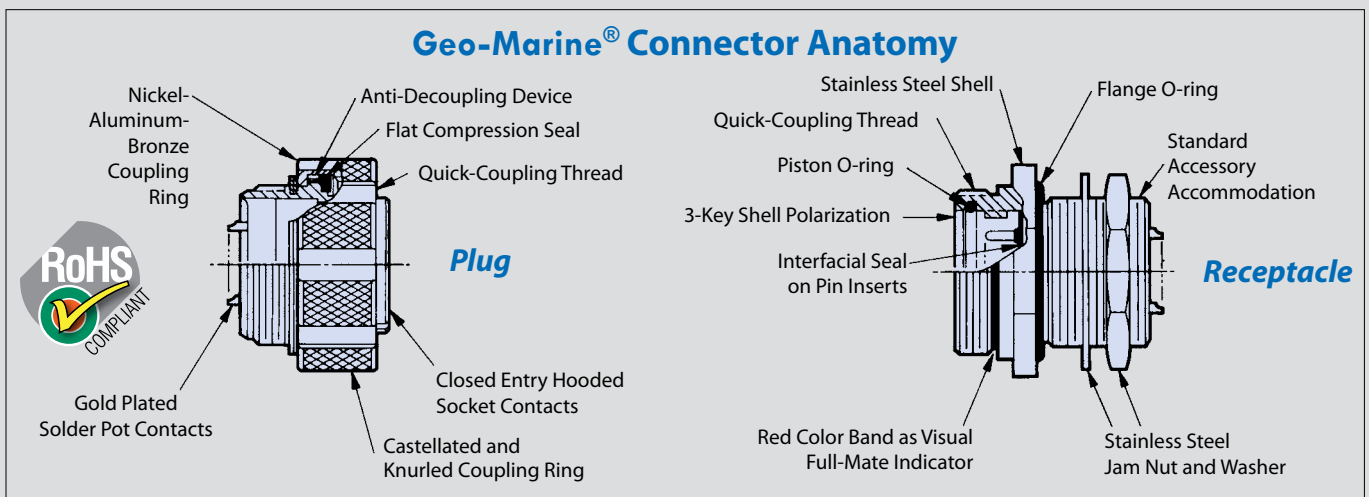 Geo-Marine® Connector Anatomy
Nickel-
Aluminum-
Bronze
Coupling
Ring
Anti-Decoupling Device
Flat Compression Seal
Quick-Coupling Thread
Plug
RoHS
COMPLIANT
Gold Plated
Solder Pot Contacts
Closed Entry Hooded
Socket Contacts
Castellated and
Knurled Coupling Ring
Stainless Steel Shell
Quick-Coupling Thread
Piston O-ring
3-Key Shell Polarization
Interfacial Seal
on Pin Inserts
Flange O-ring
Standard
Accessory
Accommodation
Receptacle
Red Color Band as Visual
Full-Mate Indicator
Stainless Steel
Jam Nut and Washer